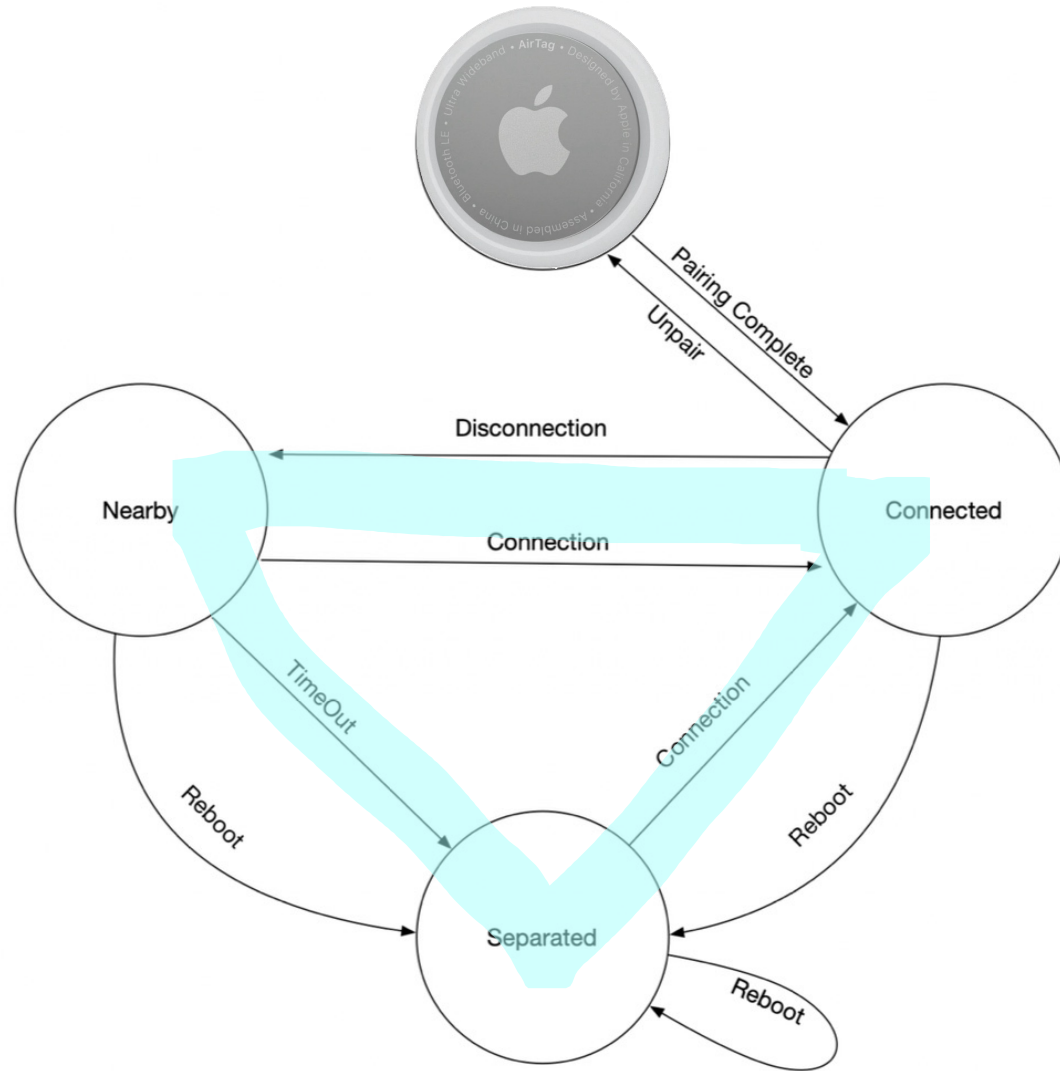 AirTag • Designed by Apple in California • Assembled in China • Bluetooth LE • Ultra Wideband •
Pairing Complete
Unpair
Disconnection
Nearby
Connected
Connection
TimeOut
Connection
Reboot
Reboot
Separated
Reboot